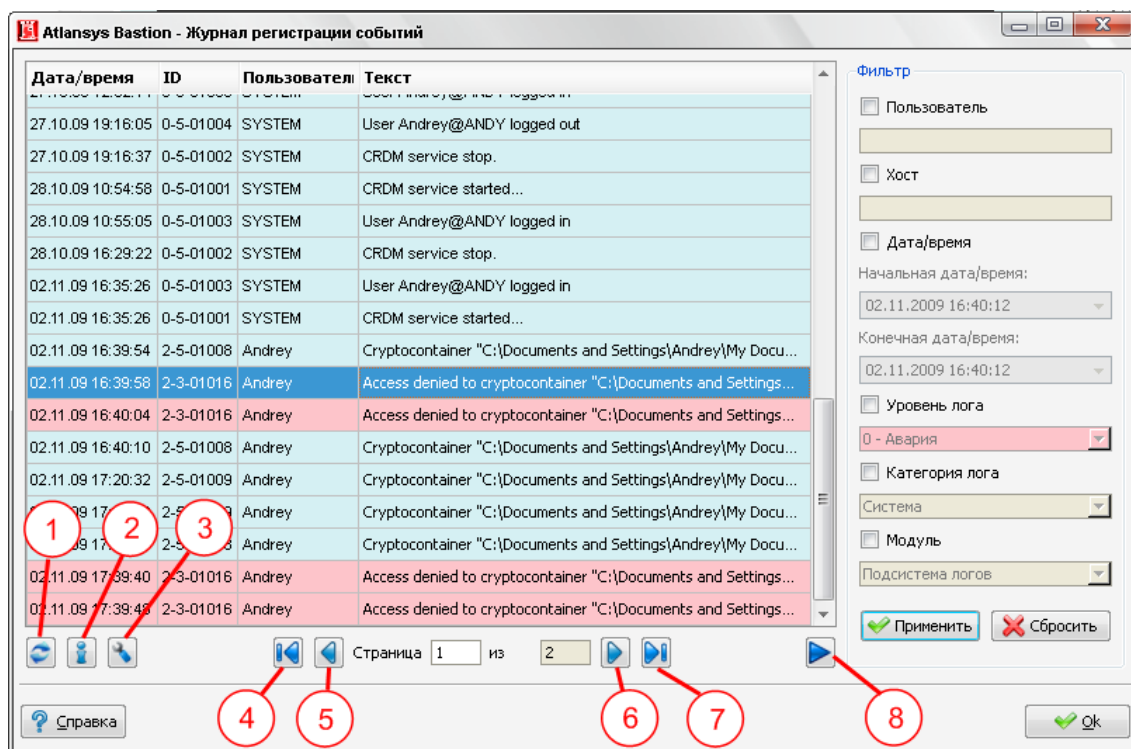 Atlansys Bastion - Журнал регистрации событий
Дата/время ID Пользовател Текст
27.10.09 19:16:05 0-5-01004 SYSTEM User Andrey@ANDY logged out
27.10.09 19:16:37 0-5-01002 SYSTEM CRDM service stop.
28.10.09 10:54:58 0-5-01001 SYSTEM CRDM service started...
28.10.09 10:55:05 0-5-01003 SYSTEM User Andrey@ANDY logged in
28.10.09 16:29:22 0-5-01002 SYSTEM CRDM service stop.
02.11.09 16:35:26 0-5-01003 SYSTEM User Andrey@ANDY logged in
02.11.09 16:35:26 0-5-01001 SYSTEM CRDM service started...
02.11.09 16:39:54 2-5-01008 Andrey Cryptocontainer "C:\Documents and Settings\Andrey\My Docu...
02.11.09 16:39:58 2-3-01016 Andrey Access denied to cryptocontainer "C:\Documents and Settings...
02.11.09 16:40:04 2-3-01016 Andrey Access denied to cryptocontainer "C:\Documents and Settings...
02.11.09 16:40:10 2-5-01008 Andrey Cryptocontainer "C:\Documents and Settings\Andrey\My Docu...
02.11.09 17:20:32 2-5-01009 Andrey Cryptocontainer "C:\Documents and Settings\Andrey\My Docu...
Andrey Cryptocontainer "C:\Documents and Settings\Andrey\My Docu...
Andrey Cryptocontainer "C:\Documents and Settings\Andrey\My Docu...
02.11.09 17:39:40 2-3-01016 Andrey Access denied to cryptocontainer "C:\Documents and Settings...
02.11.09 17:39:48 2-3-01016 Andrey Access denied to cryptocontainer "C:\Documents and Settings...
1 2 3
Страница 1 из 2
4 5 6 7 8
Фильтр
Пользователь
Хост
Дата/время
Начальная дата/время:
02.11.2009 16:40:12
Конечная дата/время:
02.11.2009 16:40:12
Уровень лога
0 - Авария
Категория лога
Система
Модуль
Подсистема логов
Применить Сбросить
Справка Ok